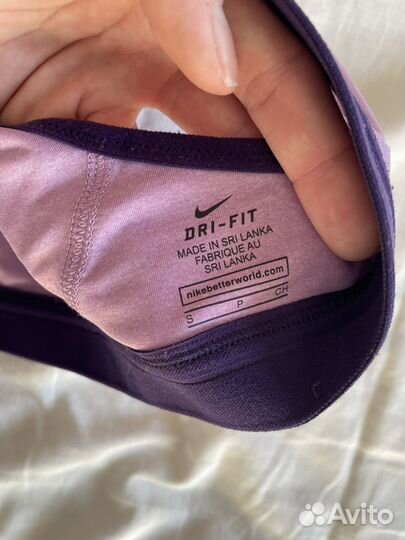 DRI-FIT
MADE IN SRI LANKA
FABRIQUE AU
SRI LANKA
nikebetterworld.com
S P CH
Avito